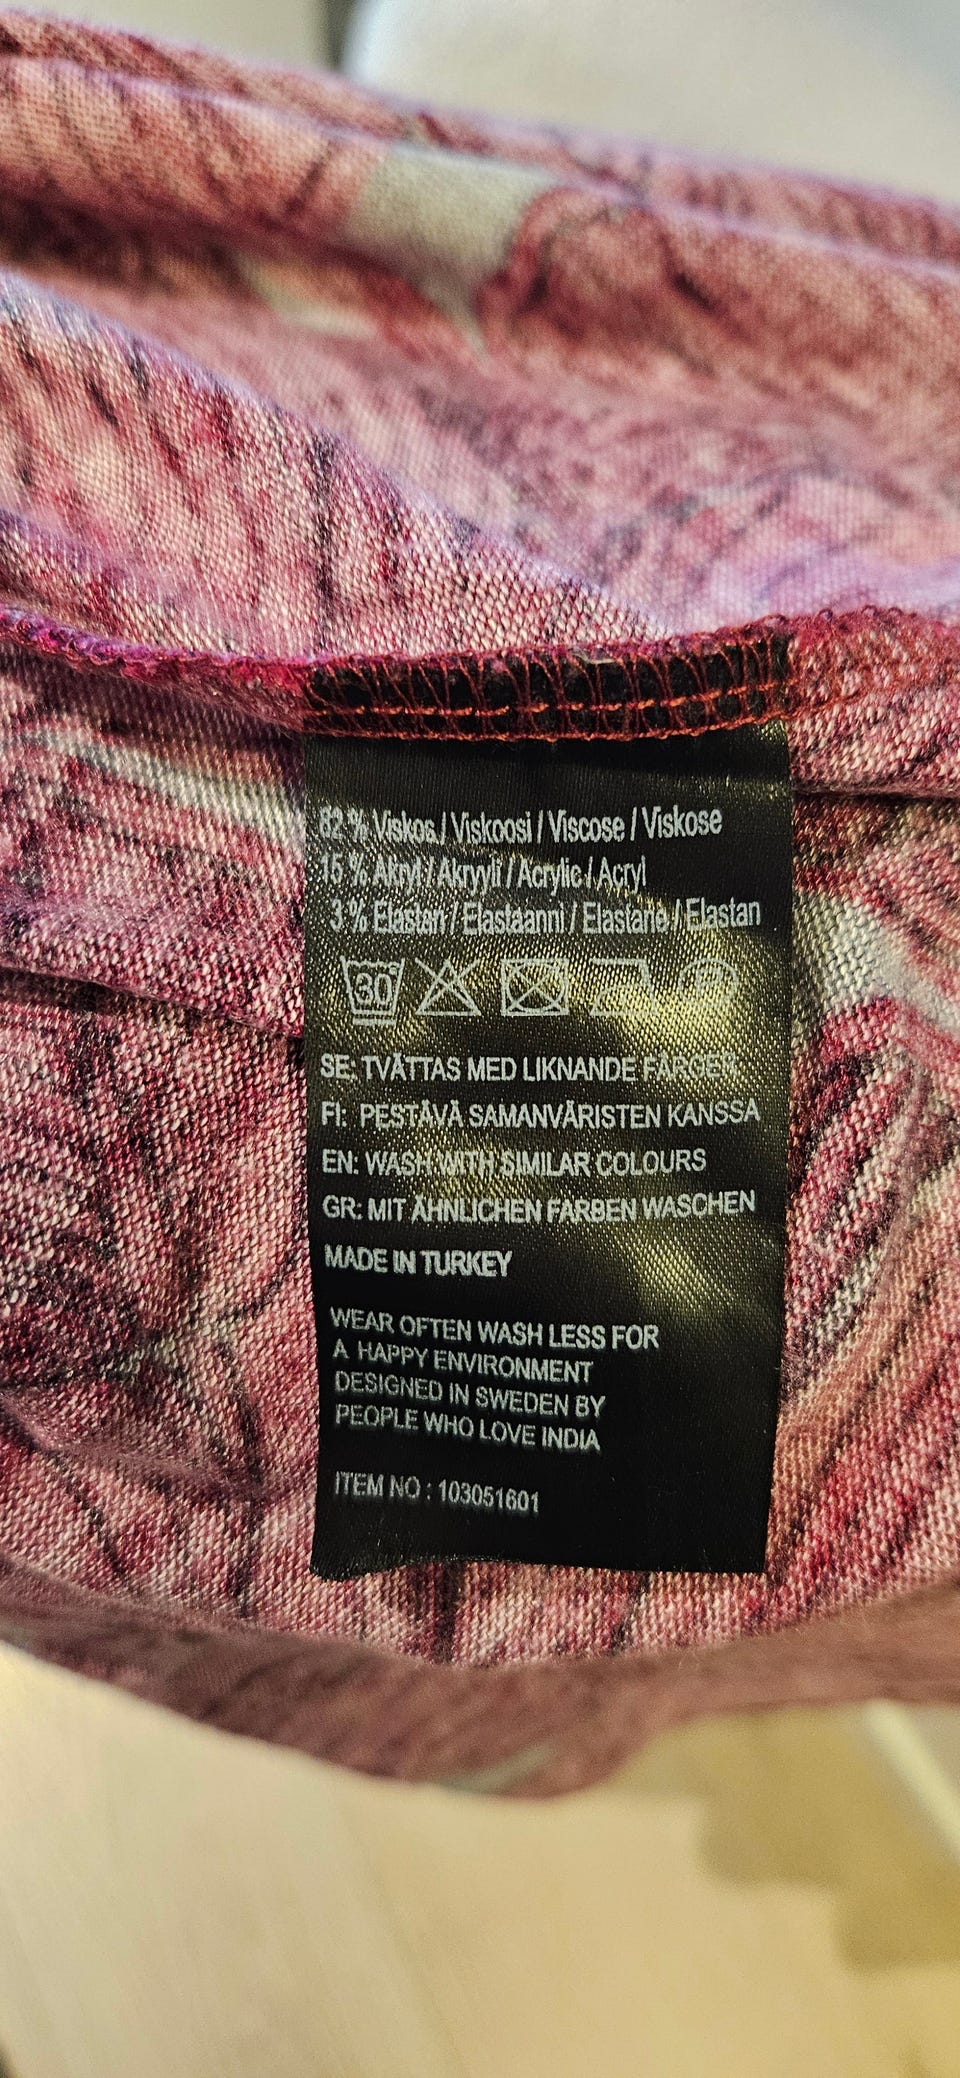 82 % Viskos / Viskoosi / Viscose / Viskose
15 % Akryl / Akryyli / Acrylic / Acryl
3 % Elastan / Elastaanni / Elastane / Elastan
30 P
SE: TVÄTTAS MED LIKNANDE FÄRGER
FI: PESTÄVÄ SAMANVÄRISTEN KANSSA
EN: WASH WITH SIMILAR COLOURS
GR: MIT ÄHNLICHEN FARBEN WASCHEN
MADE IN TURKEY
WEAR OFTEN WASH LESS FOR
A HAPPY ENVIRONMENT
DESIGNED IN SWEDEN BY
PEOPLE WHO LOVE INDIA
ITEM NO : 103051601